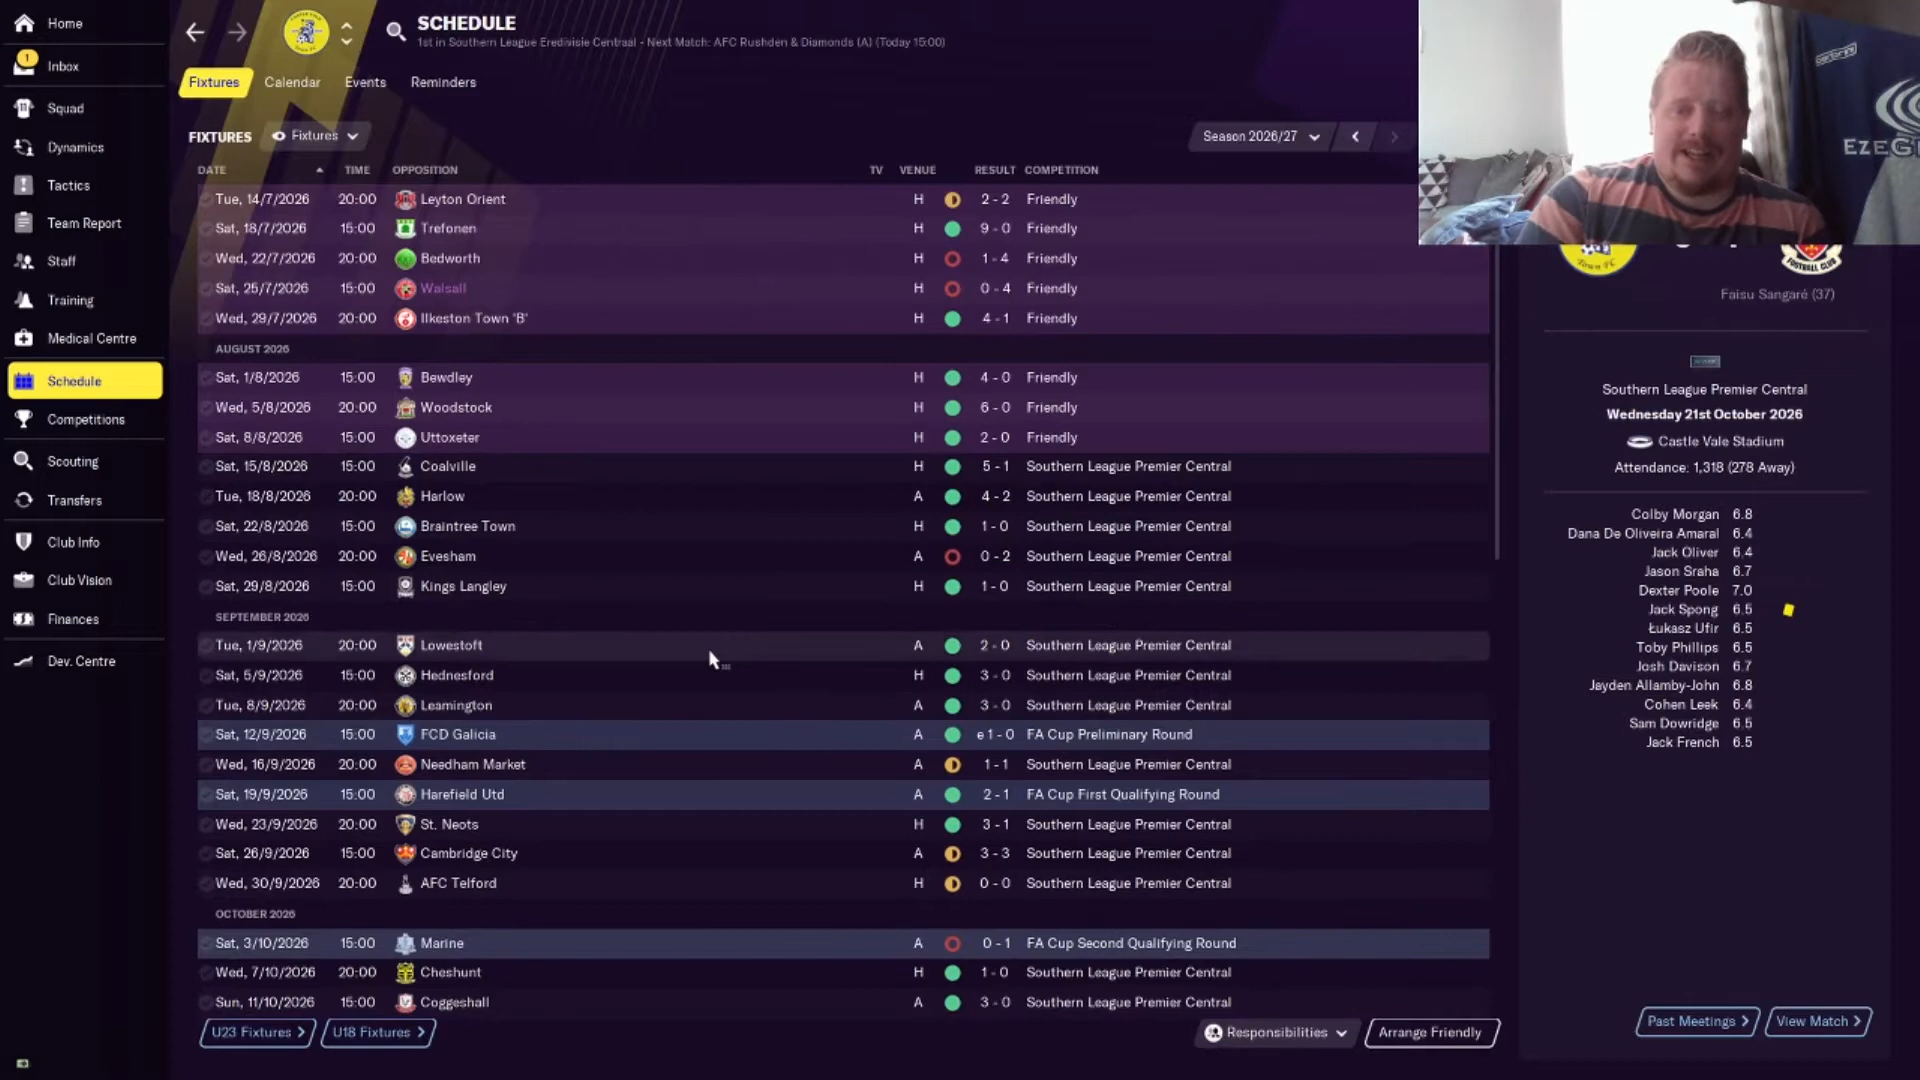 Home
SCHEDULE
1st in Southern League Eredivisie Centraal - Next Match: AFC Rushden & Diamonds (A) (Today 15:00)
1
Inbox
Fixtures Calendar Events Reminders
Squad
Dynamics
Tactics
Team Report
Staff
Training
Medical Centre
Schedule
Competitions
Scouting
Transfers
Club Info
Club Vision
Finances
Dev. Centre
FIXTURES Fixtures Season 2026/27
DATE TIME OPPOSITION TV VENUE RESULT COMPETITION
Tue, 14/7/2026 20:00 Leyton Orient H 2 - 2 Friendly
Sat, 18/7/2026 15:00 Trefonen H 9 - 0 Friendly
Wed, 22/7/2026 20:00 Bedworth H 1 - 4 Friendly
Sat, 25/7/2026 15:00 Walsall H 0 - 4 Friendly
Wed, 29/7/2026 20:00 Ilkeston Town 'B' H 4 - 1 Friendly
AUGUST 2026
Sat, 1/8/2026 15:00 Bewdley H 4 - 0 Friendly
Wed, 5/8/2026 20:00 Woodstock H 6 - 0 Friendly
Sat, 8/8/2026 15:00 Uttoxeter H 2 - 0 Friendly
Sat, 15/8/2026 15:00 Coalville H 5 - 1 Southern League Premier Central
Tue, 18/8/2026 20:00 Harlow A 4 - 2 Southern League Premier Central
Sat, 22/8/2026 15:00 Braintree Town H 1 - 0 Southern League Premier Central
Wed, 26/8/2026 20:00 Evesham A 0 - 2 Southern League Premier Central
Sat, 29/8/2026 15:00 Kings Langley H 1 - 0 Southern League Premier Central
SEPTEMBER 2026
Tue, 1/9/2026 20:00 Lowestoft A 2 - 0 Southern League Premier Central
Sat, 5/9/2026 15:00 Hednesford H 3 - 0 Southern League Premier Central
Tue, 8/9/2026 20:00 Leamington A 3 - 0 Southern League Premier Central
Sat, 12/9/2026 15:00 FCD Galicia A e 1 - 0 FA Cup Preliminary Round
Wed, 16/9/2026 20:00 Needham Market A 1 - 1 Southern League Premier Central
Sat, 19/9/2026 15:00 Harefield Utd A 2 - 1 FA Cup First Qualifying Round
Wed, 23/9/2026 20:00 St. Neots H 3 - 1 Southern League Premier Central
Sat, 26/9/2026 15:00 Cambridge City A 3 - 3 Southern League Premier Central
Wed, 30/9/2026 20:00 AFC Telford H 0 - 0 Southern League Premier Central
OCTOBER 2026
Sat, 3/10/2026 15:00 Marine A 0 - 1 FA Cup Second Qualifying Round
Wed, 7/10/2026 20:00 Cheshunt H 1 - 0 Southern League Premier Central
Sun, 11/10/2026 15:00 Coggeshall A 3 - 0 Southern League Premier Central
U23 Fixtures U18 Fixtures Responsibilities Arrange Friendly
Town FC
FOOTBALL CLUB
Faisu Sangaré (37)
Southern League Premier Central
Wednesday 21st October 2026
Castle Vale Stadium
Attendance: 1,318 (278 Away)
Colby Morgan 6.8
Dana De Oliveira Amaral 6.4
Jack Oliver 6.4
Jason Sraha 6.7
Dexter Poole 7.0
Jack Spong 6.5
Łukasz Ufir 6.5
Toby Phillips 6.5
Josh Davison 6.7
Jayden Allamby-John 6.8
Cohen Leek 6.4
Sam Dowridge 6.5
Jack French 6.5
Past Meetings View Match